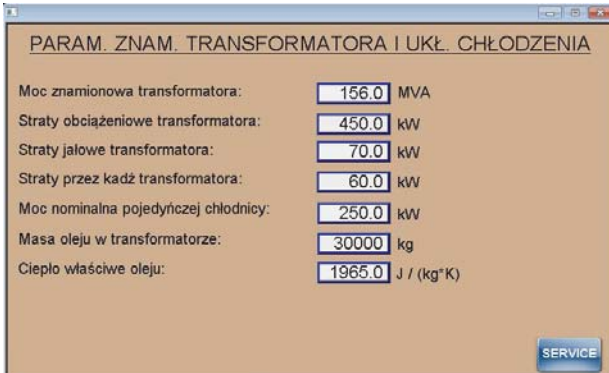 PARAM. ZNAM. TRANSFORMATORA I UKŁ. CHŁODZENIA
Moc znamionowa transformatora: 156.0 MVA
Straty obciążeniowe transformatora: 450.0 kW
Straty jałowe transformatora: 70.0 kW
Straty przez kadź transformatora: 60.0 kW
Moc nominalna pojedyńczej chłodnicy: 250.0 kW
Masa oleju w transformatorze: 30000 kg
Ciepło właściwe oleju: 1965.0 J / (kg*K)
SERVICE